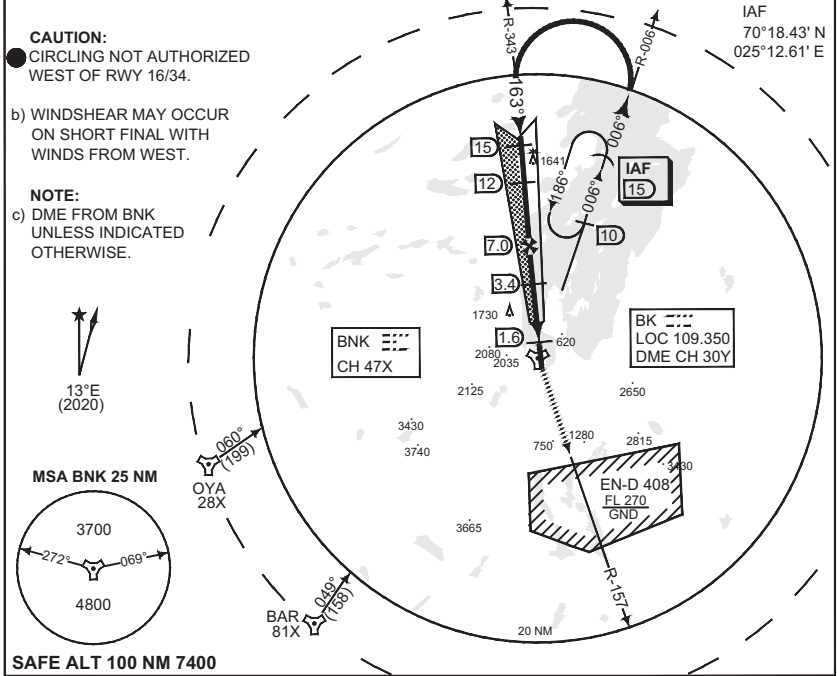 CAUTION:
CIRCLING NOT AUTHORIZED
WEST OF RWY 16/34.
b) WINDSHEAR MAY OCCUR
ON SHORT FINAL WITH
WINDS FROM WEST.
NOTE:
c) DME FROM BNK
UNLESS INDICATED
OTHERWISE.
13°E
(2020)
IAF
70°18.43' N
025°12.61' E
R-343
R-006
163°
006°
006°
186°
IAF
15
15
12
10
7.0
3.4
1.6
1641
1730
620
2080
2035
2125
2650
3430
3740
750
1280
2815
3430
3665
BNK
CH 47X
BK
LOC 109.350
DME CH 30Y
EN-D 408
FL 270
GND
R-157
20 NM
060°
(199)
OYA
28X
049°
(158)
BAR
81X
MSA BNK 25 NM
3700
272°
069°
4800
SAFE ALT 100 NM 7400